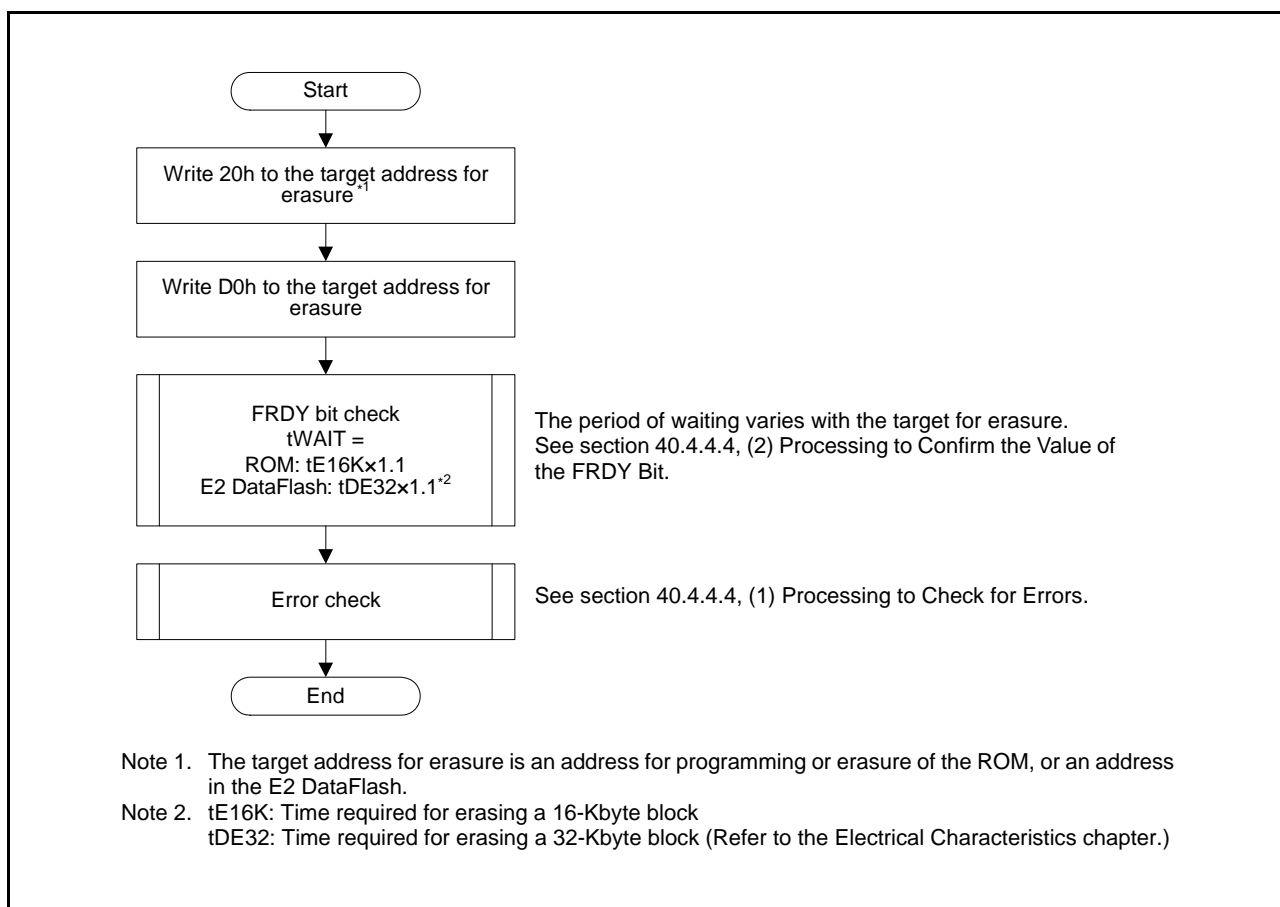 Start
Write 20h to the target address for
erasure*1
Write D0h to the target address for
erasure
FRDY bit check
tWAIT =
ROM: tE16K×1.1
E2 DataFlash: tDE32×1.1*2
The period of waiting varies with the target for erasure.
See section 40.4.4.4, (2) Processing to Confirm the Value of
the FRDY Bit.
Error check
See section 40.4.4.4, (1) Processing to Check for Errors.
End
Note 1. The target address for erasure is an address for programming or erasure of the ROM, or an address
in the E2 DataFlash.
Note 2. tE16K: Time required for erasing a 16-Kbyte block
tDE32: Time required for erasing a 32-Kbyte block (Refer to the Electrical Characteristics chapter.)